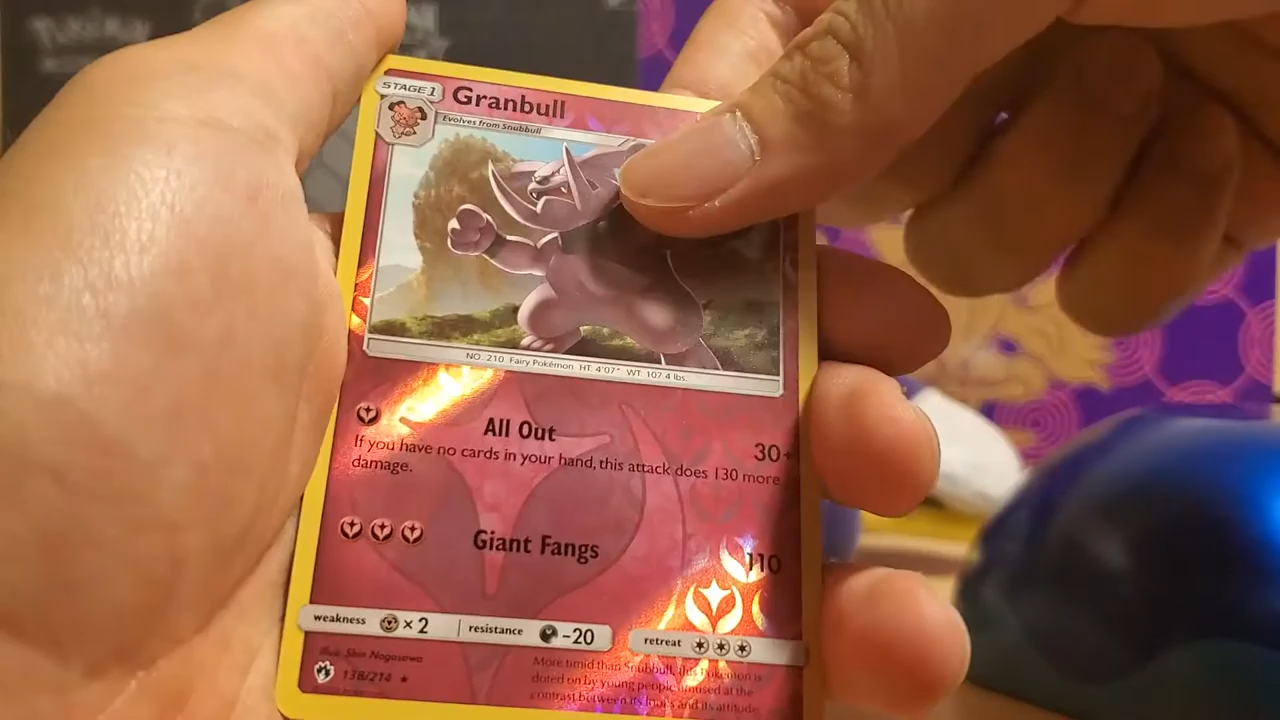 Pokémon
STAGE 1
Granbull
Evolves from Snubbull
NO. 210 Fairy Pokémon HT: 4'07" WT: 107.4 lbs.
All Out
30+
If you have no cards in your hand, this attack does 130 more
damage.
Giant Fangs
110
weakness ×2 resistance -20 retreat
Illus. Shin Nagasawa
138/214 ★
More timid than Snubbull, this Pokémon is
doted on by young people amused at the
contrast between its looks and its attitude.